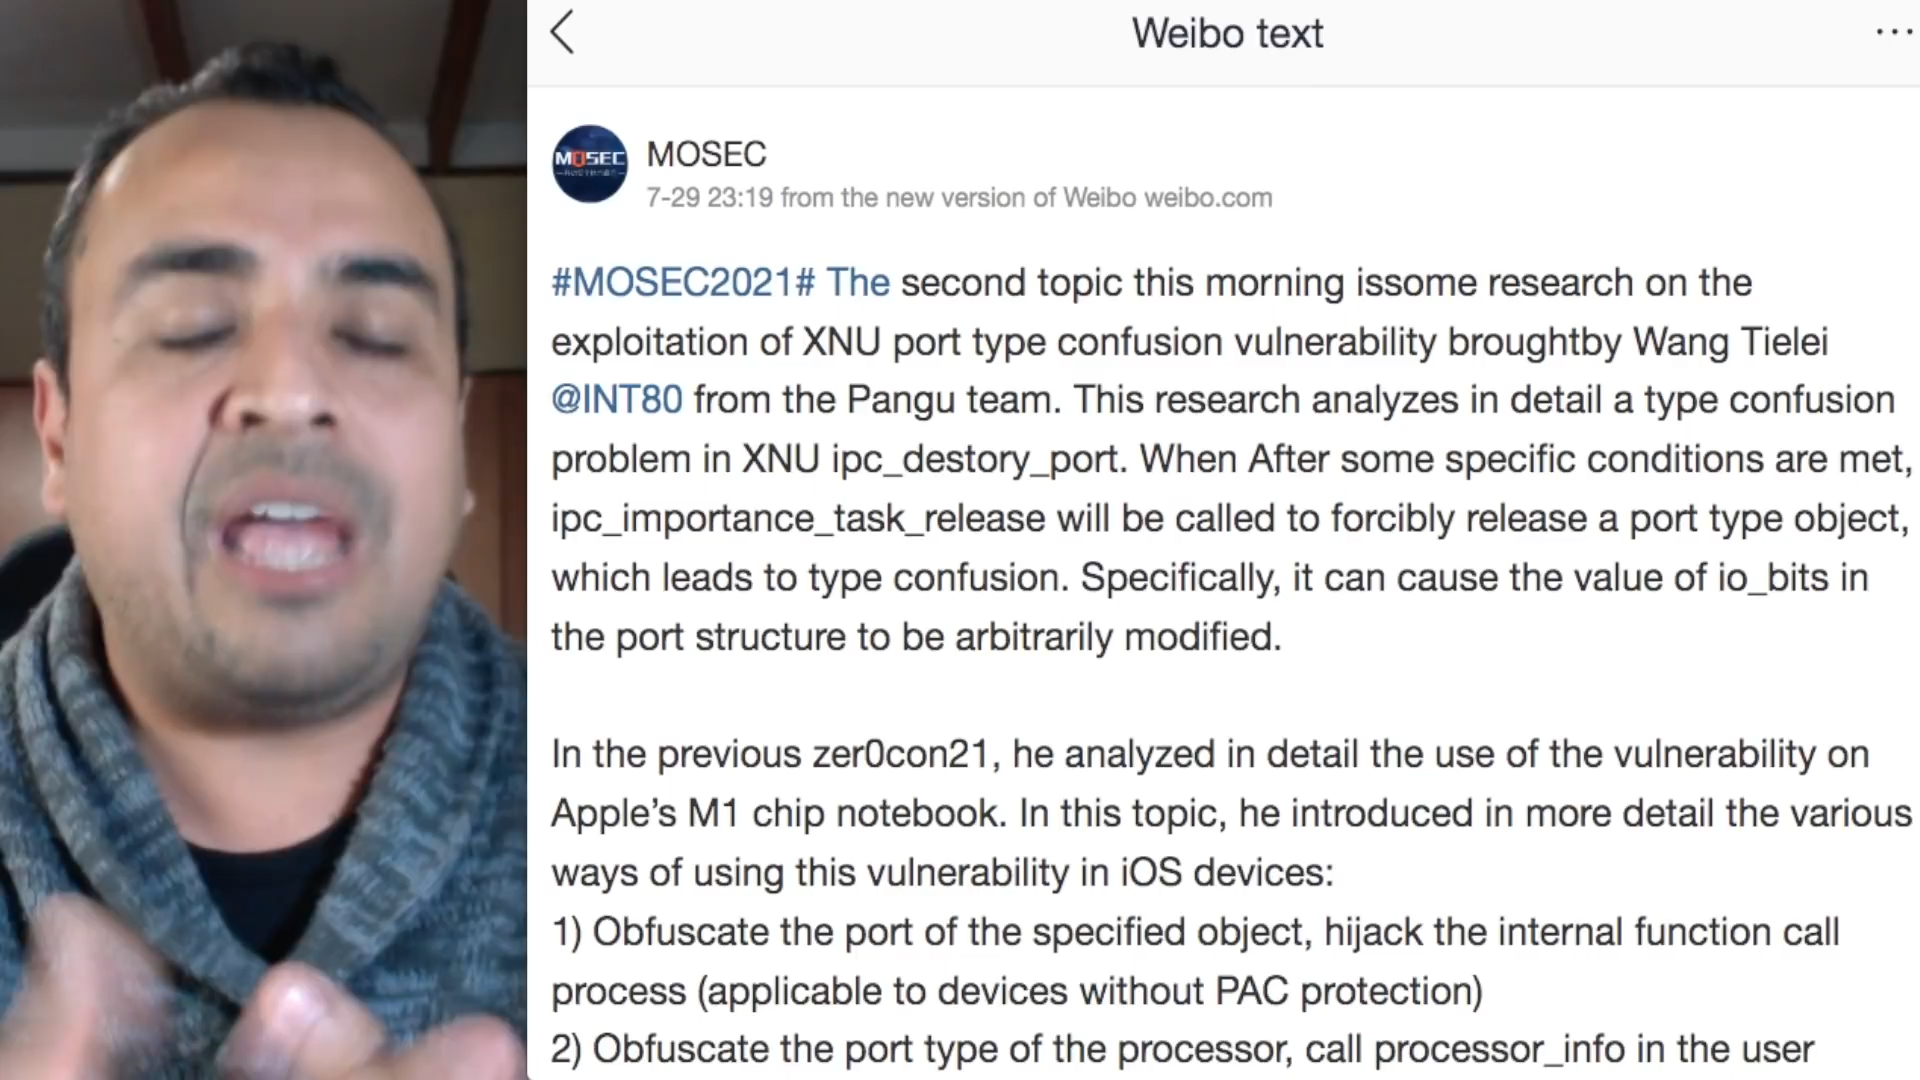 Weibo text
MOSEC
MOSEC
7-29 23:19 from the new version of Weibo weibo.com
#MOSEC2021# The second topic this morning issome research on the
exploitation of XNU port type confusion vulnerability broughtby Wang Tielei
@INT80 from the Pangu team. This research analyzes in detail a type confusion
problem in XNU ipc_destory_port. When After some specific conditions are met,
ipc_importance_task_release will be called to forcibly release a port type object,
which leads to type confusion. Specifically, it can cause the value of io_bits in
the port structure to be arbitrarily modified.
In the previous zer0con21, he analyzed in detail the use of the vulnerability on
Apple’s M1 chip notebook. In this topic, he introduced in more detail the various
ways of using this vulnerability in iOS devices:
1) Obfuscate the port of the specified object, hijack the internal function call
process (applicable to devices without PAC protection)
2) Obfuscate the port type of the processor, call processor_info in the user